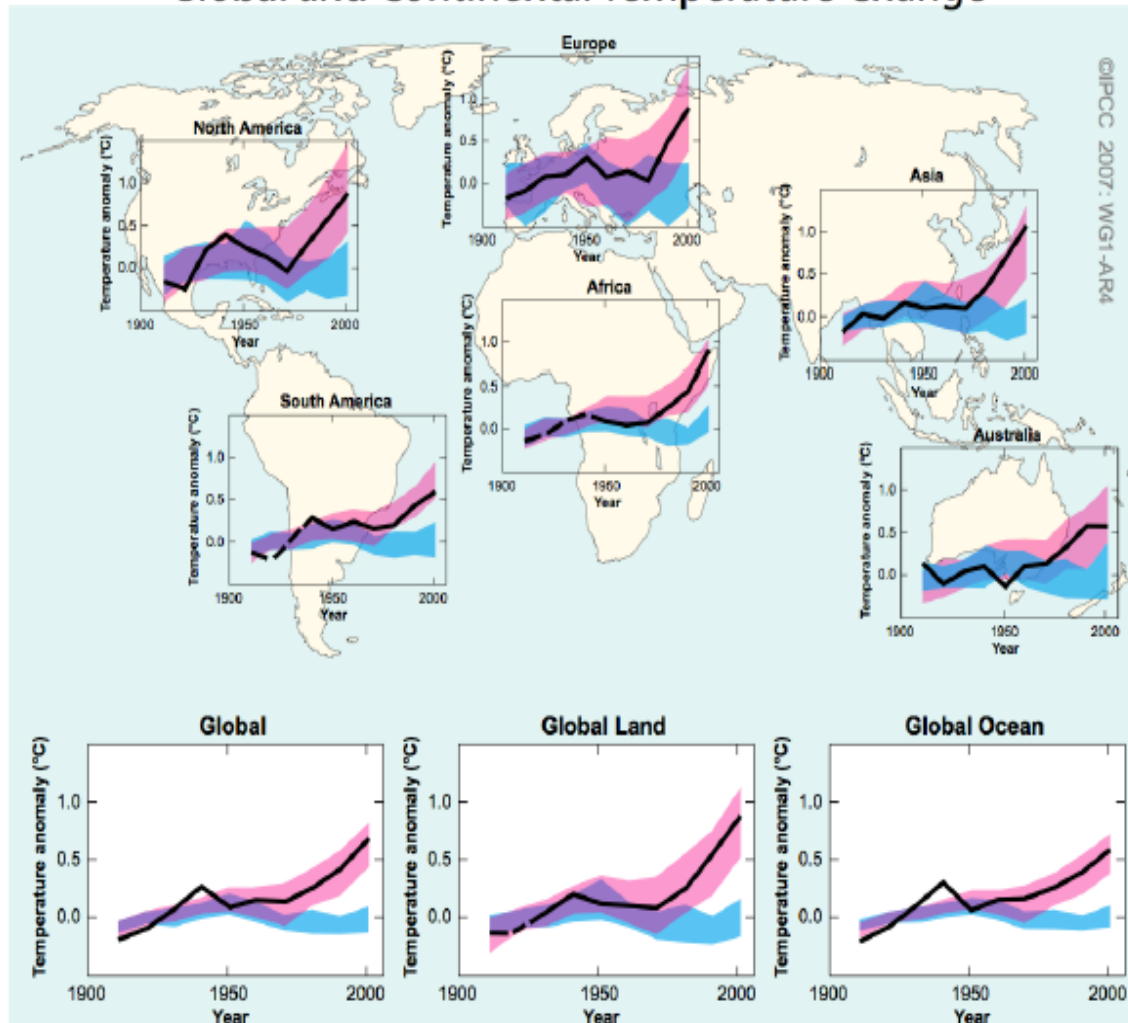 Global and Continental Temperature Change
©IPCC 2007: WG1-AR4
Europe
Temperature anomaly (°C)
1.0
0.5
0.0
1900 1950 2000
Year
North America
Temperature anomaly (°C)
1.0
0.5
0.0
1900 1950 2000
Year
Asia
Temperature anomaly (°C)
1.0
0.5
0.0
1900 1950 2000
Year
Africa
Temperature anomaly (°C)
1.0
0.5
0.0
1900 1950 2000
Year
South America
Temperature anomaly (°C)
1.0
0.5
0.0
1900 1950 2000
Year
Australia
Temperature anomaly (°C)
1.0
0.5
0.0
1900 1950 2000
Year
Global
Temperature anomaly (°C)
1.0
0.5
0.0
1900 1950 2000
Year
Global Land
Temperature anomaly (°C)
1.0
0.5
0.0
1900 1950 2000
Year
Global Ocean
Temperature anomaly (°C)
1.0
0.5
0.0
1900 1950 2000
Year